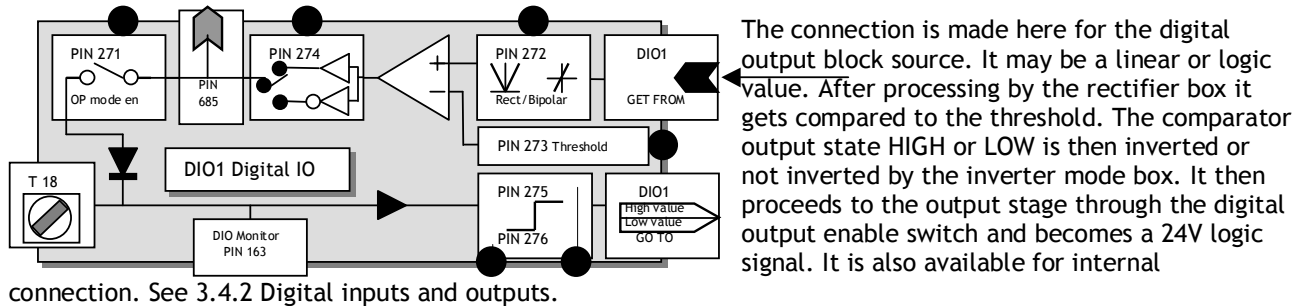 PIN 271
OP mode en
PIN
685
PIN 274
PIN 272
Rect/Bipolar
DIO1
GET FROM
PIN 273 Threshold
DIO1 Digital IO
T 18
DIO Monitor
PIN 163
PIN 275
PIN 276
DIO1
High value
Low value
GO TO
The connection is made here for the digital
output block source. It may be a linear or logic
value. After processing by the rectifier box it
gets compared to the threshold. The comparator
output state HIGH or LOW is then inverted or
not inverted by the inverter mode box. It then
proceeds to the output stage through the digital
output enable switch and becomes a 24V logic
signal. It is also available for internal
connection. See 3.4.2 Digital inputs and outputs.